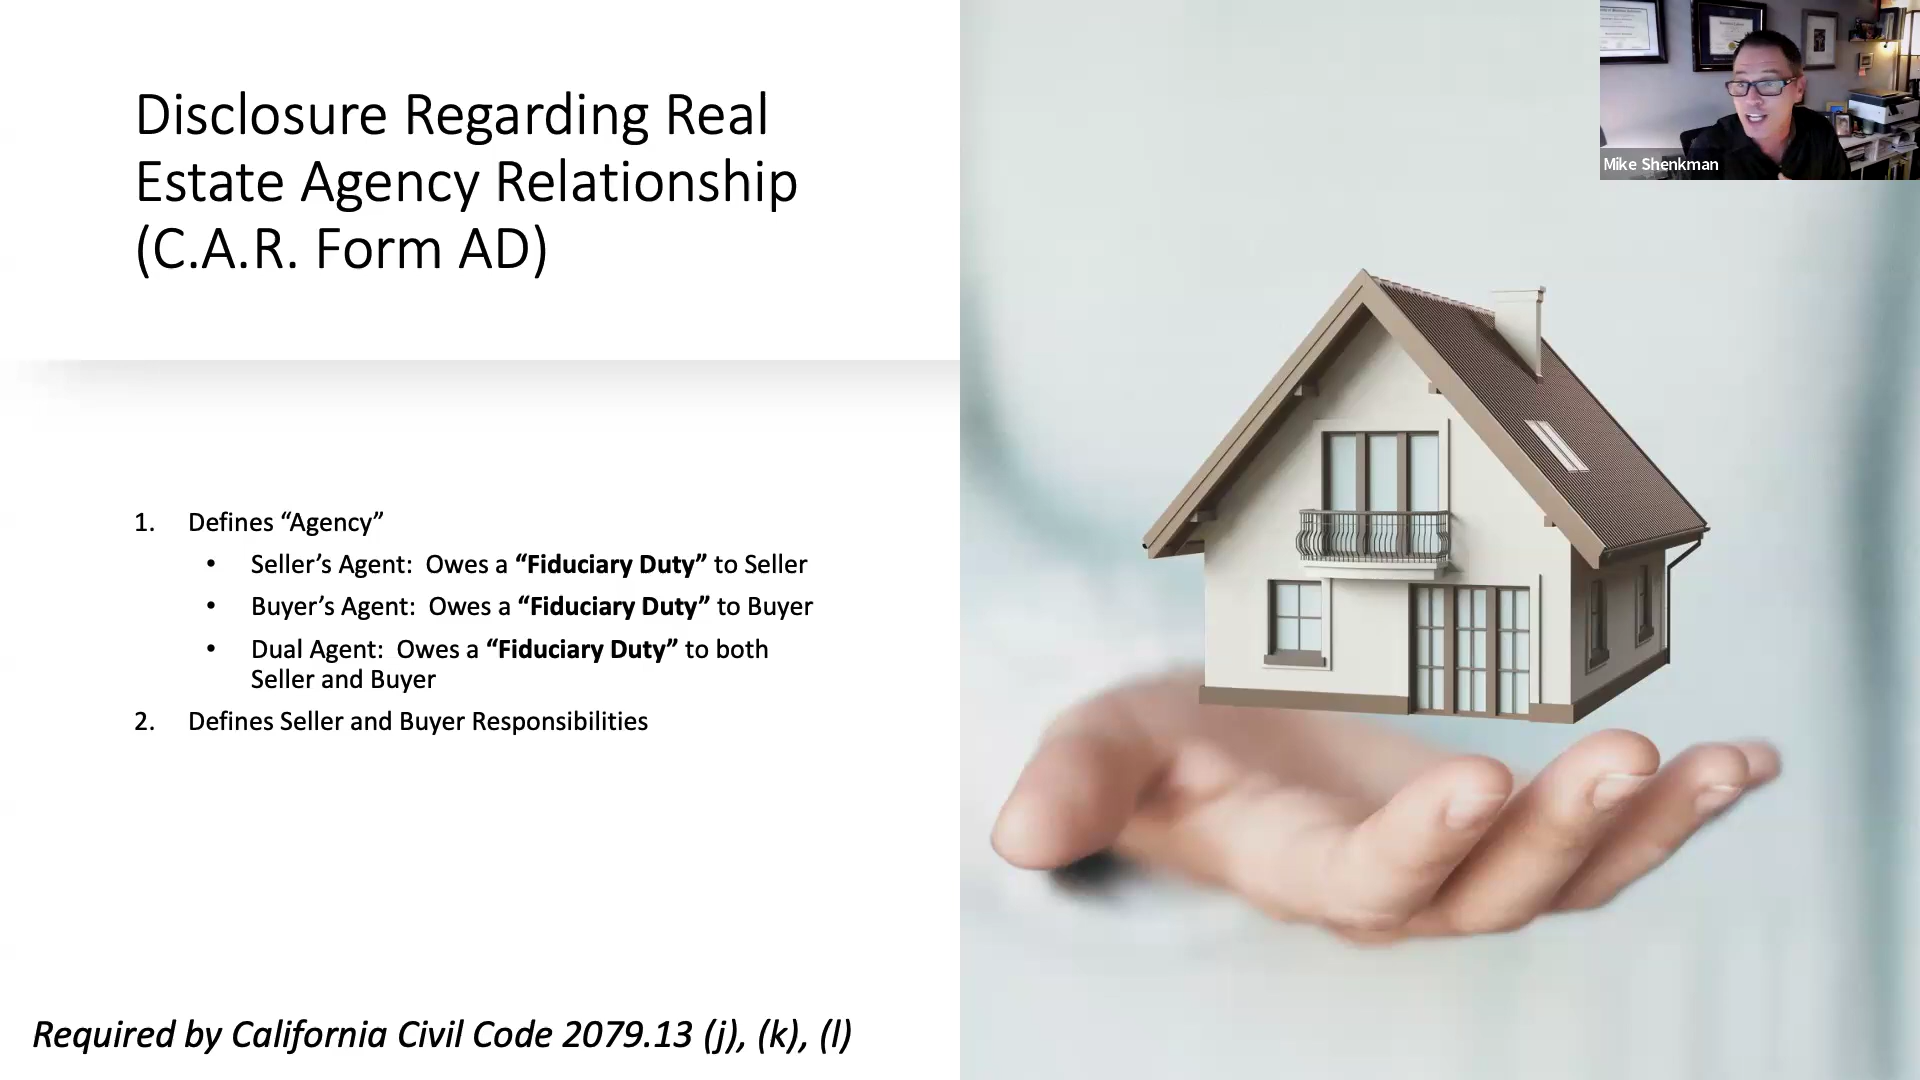 Disclosure Regarding Real
Estate Agency Relationship
(C.A.R. Form AD)
Mike Shenkman
1. Defines “Agency”
• Seller’s Agent: Owes a “Fiduciary Duty” to Seller
• Buyer’s Agent: Owes a “Fiduciary Duty” to Buyer
• Dual Agent: Owes a “Fiduciary Duty” to both
Seller and Buyer
2. Defines Seller and Buyer Responsibilities
Required by California Civil Code 2079.13 (j), (k), (l)